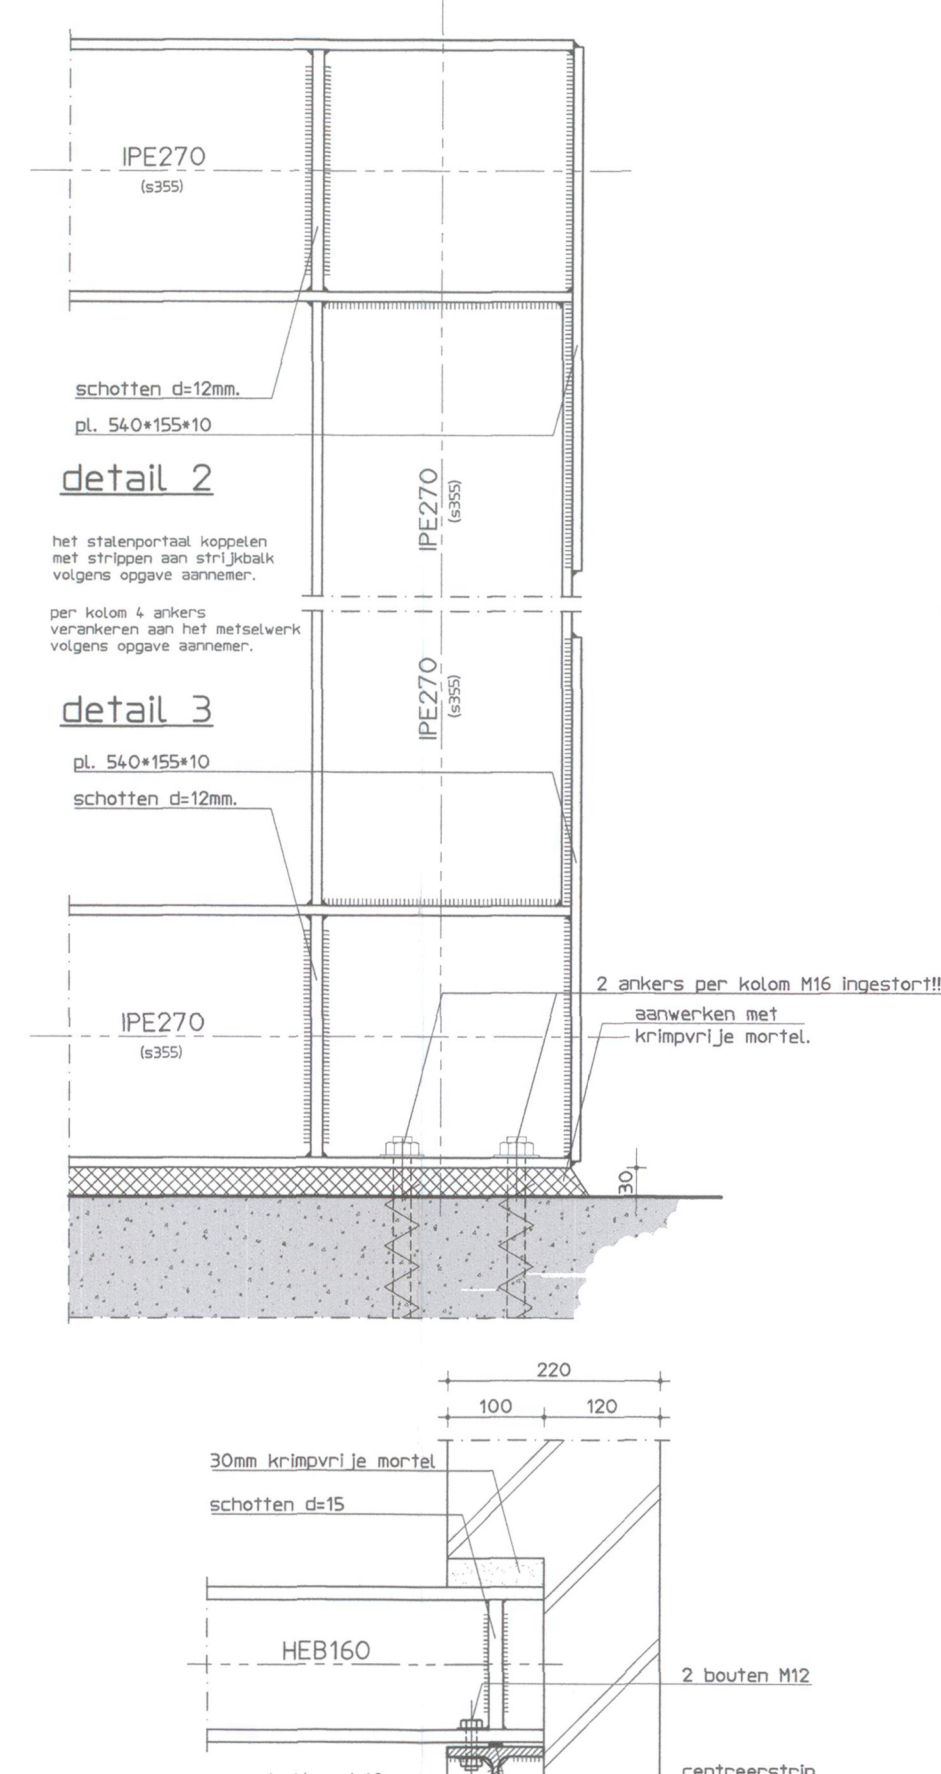 IPE270
(s355)
schotten d=12mm.
pl. 540*155*10
detail 2
IPE270
(s355)
het stalenportaal koppelen
met strippen aan strijkbalk
volgens opgave aannemer.
per kolom 4 ankers
verankeren aan het metselwerk
volgens opgave aannemer.
IPE270
(s355)
detail 3
pl. 540*155*10
schotten d=12mm.
2 ankers per kolom M16 ingestort!!
aanwerken met
krimpvrije mortel.
IPE270
(s355)
30
220
100 120
30mm krimpvrije mortel
schotten d=15
HEB160
2 bouten M12
centreerstrip